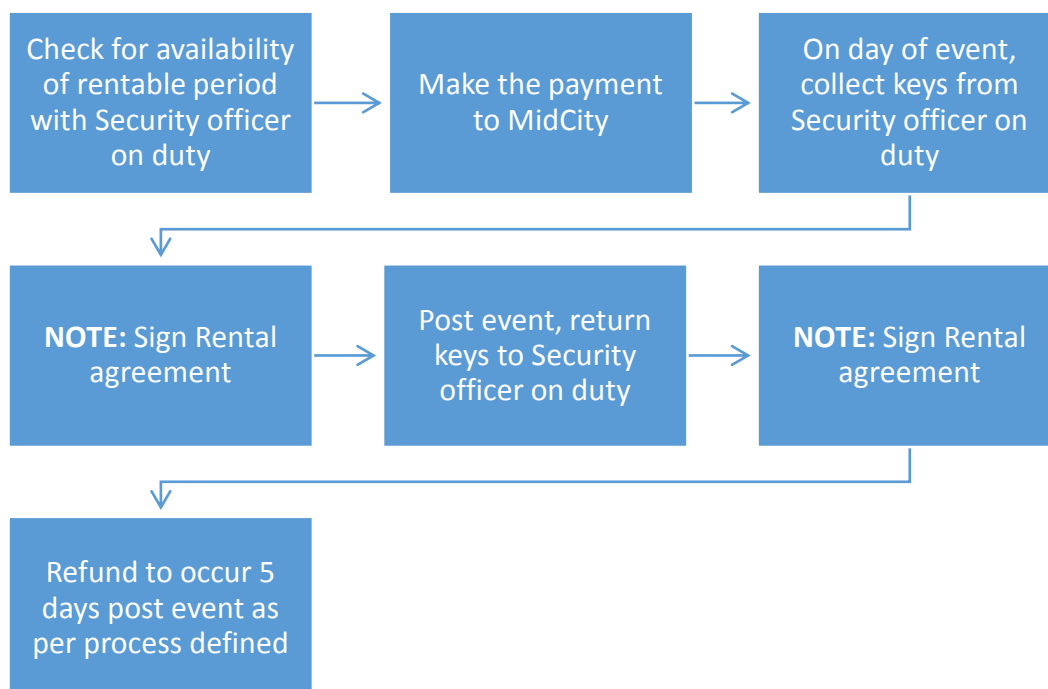 Check for availability
of rentable period
with Security officer
on duty
Make the payment
to MidCity
On day of event,
collect keys from
Security officer on
duty
NOTE: Sign Rental
agreement
Post event, return
keys to Security
officer on duty
NOTE: Sign Rental
agreement
Refund to occur 5
days post event as
per process defined